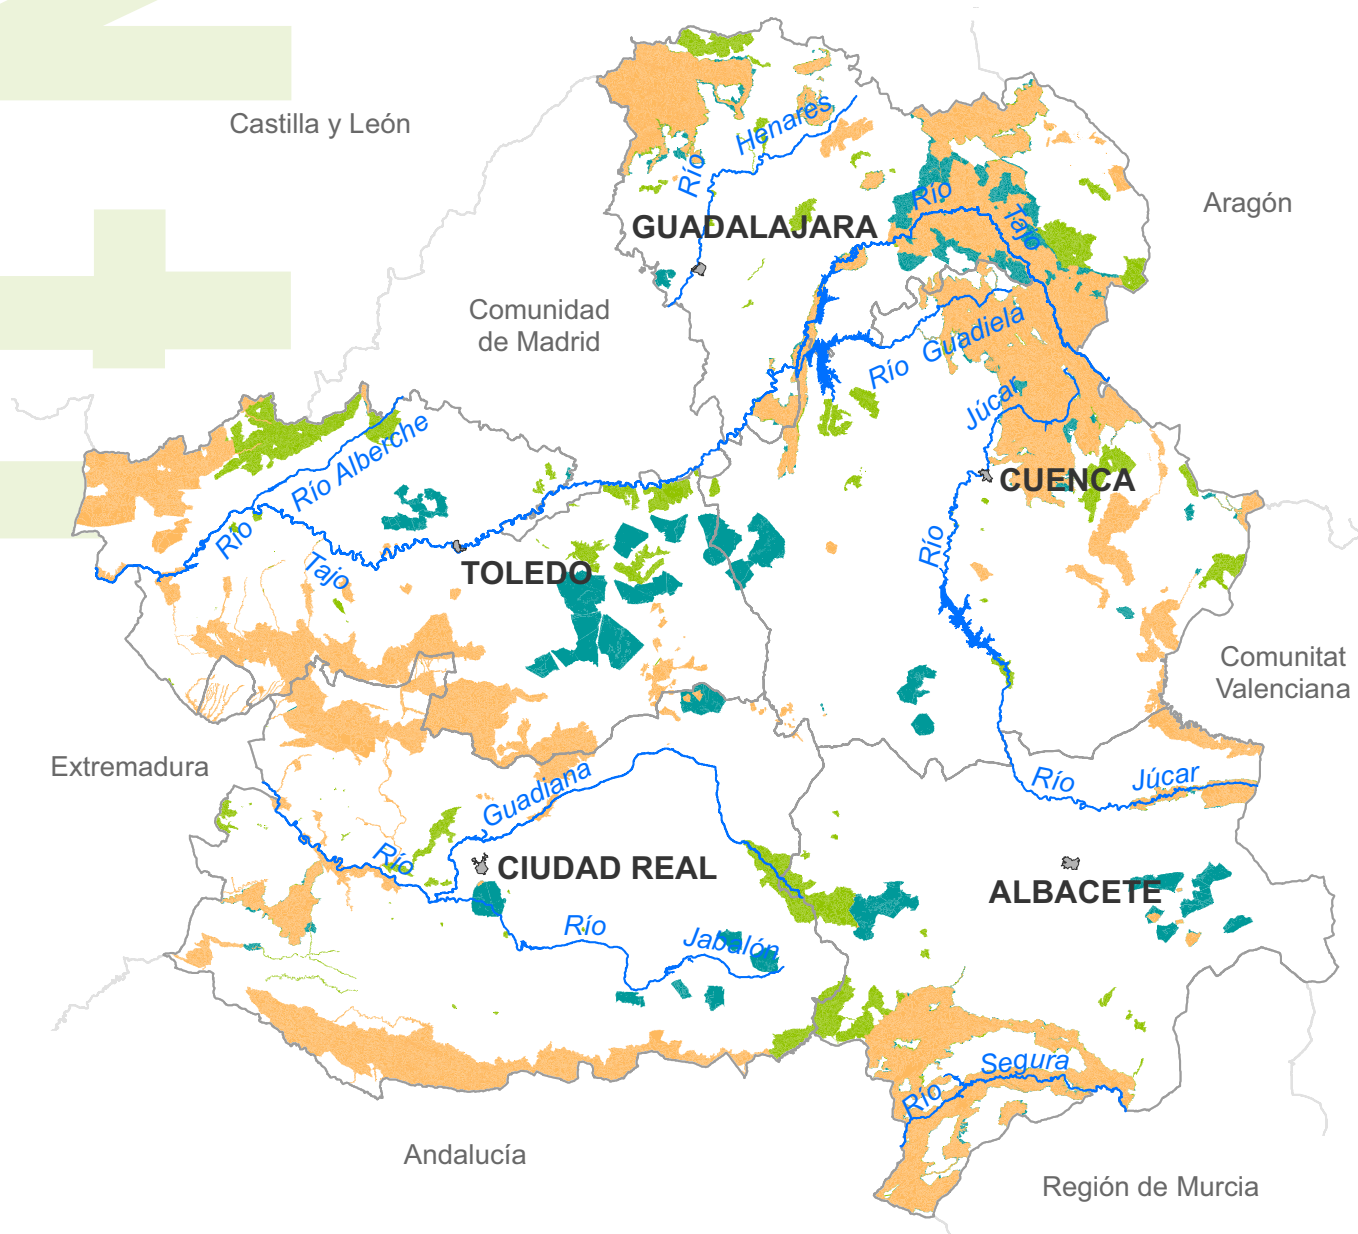 Castilla y León
Río
Henares
Aragón
GUADALAJARA
Río
Tajo
Comunidad
de Madrid
Río
Guadiela
Júcar
Río Alberche
CUENCA
Río
Tajo
TOLEDO
Río
Comunitat
Valenciana
Extremadura
Río
Júcar
Guadiana
Río
CIUDAD REAL
ALBACETE
Río
Jabalón
Río
Segura
Andalucía
Región de Murcia